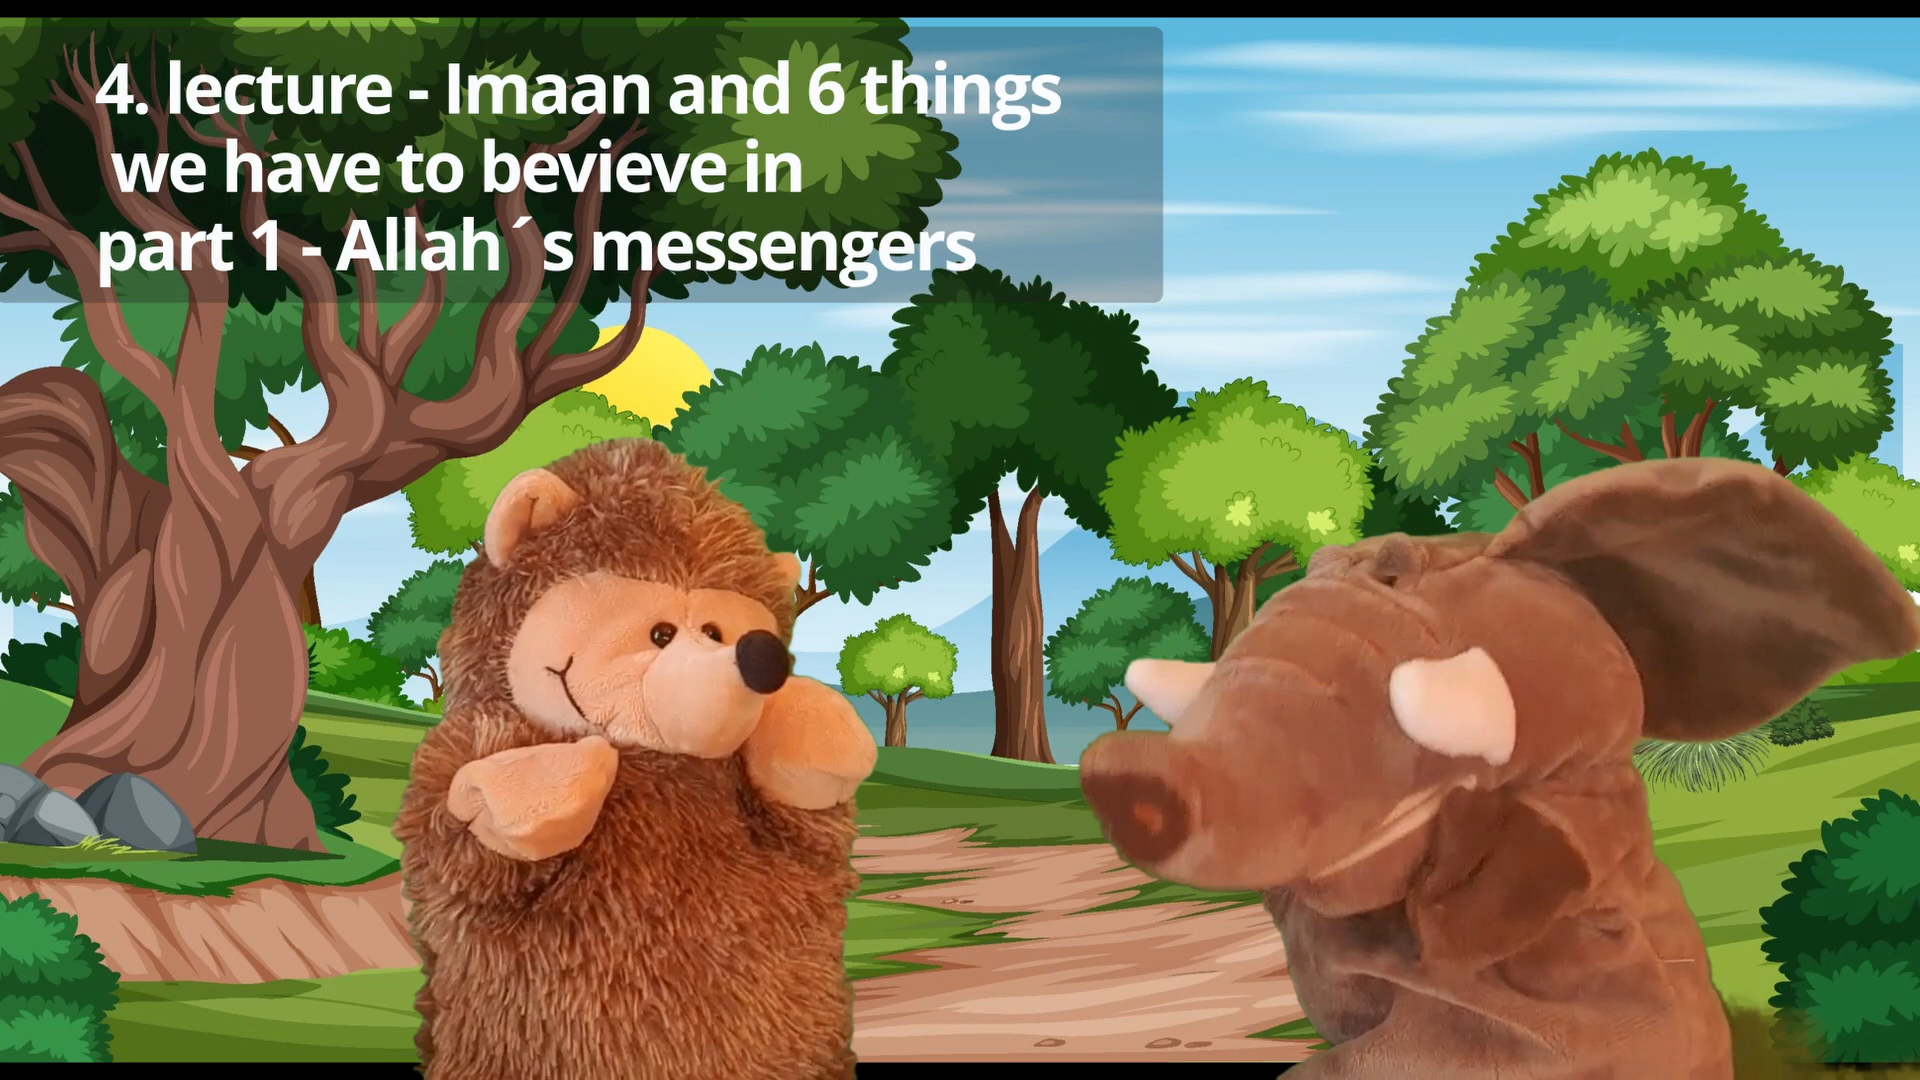 4. lecture - Imaan and 6 things
we have to bevieve in
part 1 - Allah´s messengers